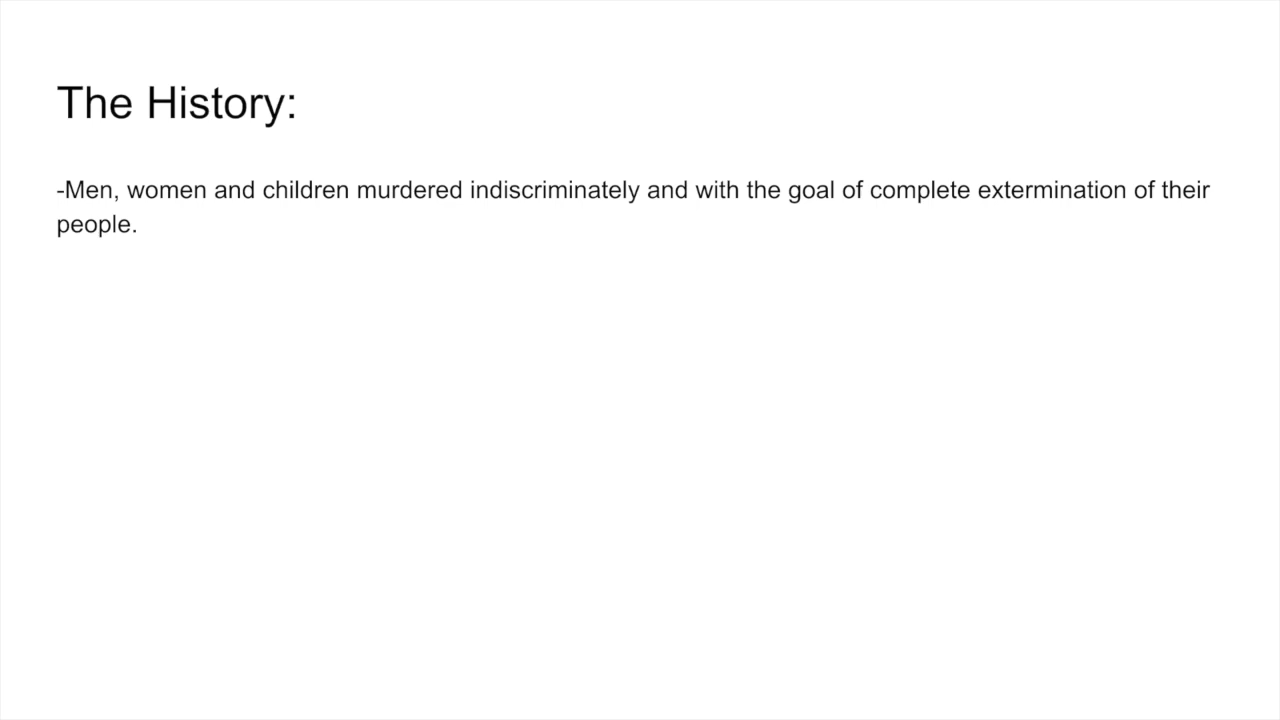 The History:
-Men, women and children murdered indiscriminately and with the goal of complete extermination of their
people.